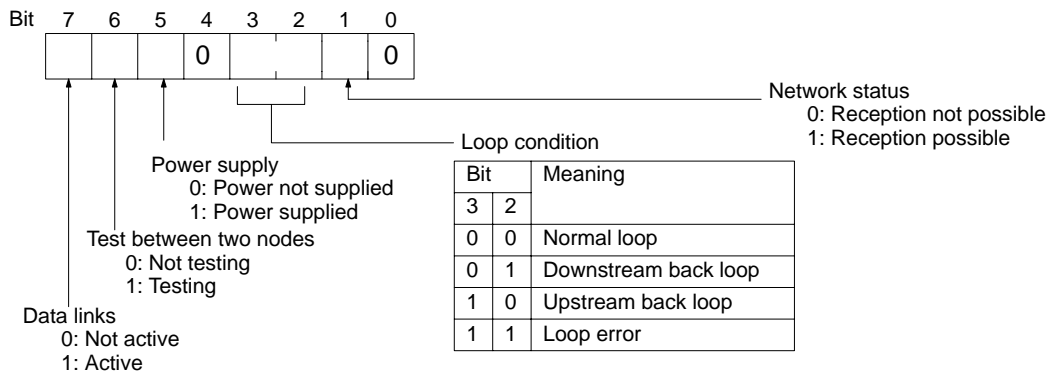 Bit 7 6 5 4 3 2 1 0
0 0
Network status
0: Reception not possible
1: Reception possible
Loop condition
Bit Meaning
3 2
0 0 Normal loop
0 1 Downstream back loop
1 0 Upstream back loop
1 1 Loop error
Power supply
0: Power not supplied
1: Power supplied
Test between two nodes
0: Not testing
1: Testing
Data links
0: Not active
1: Active